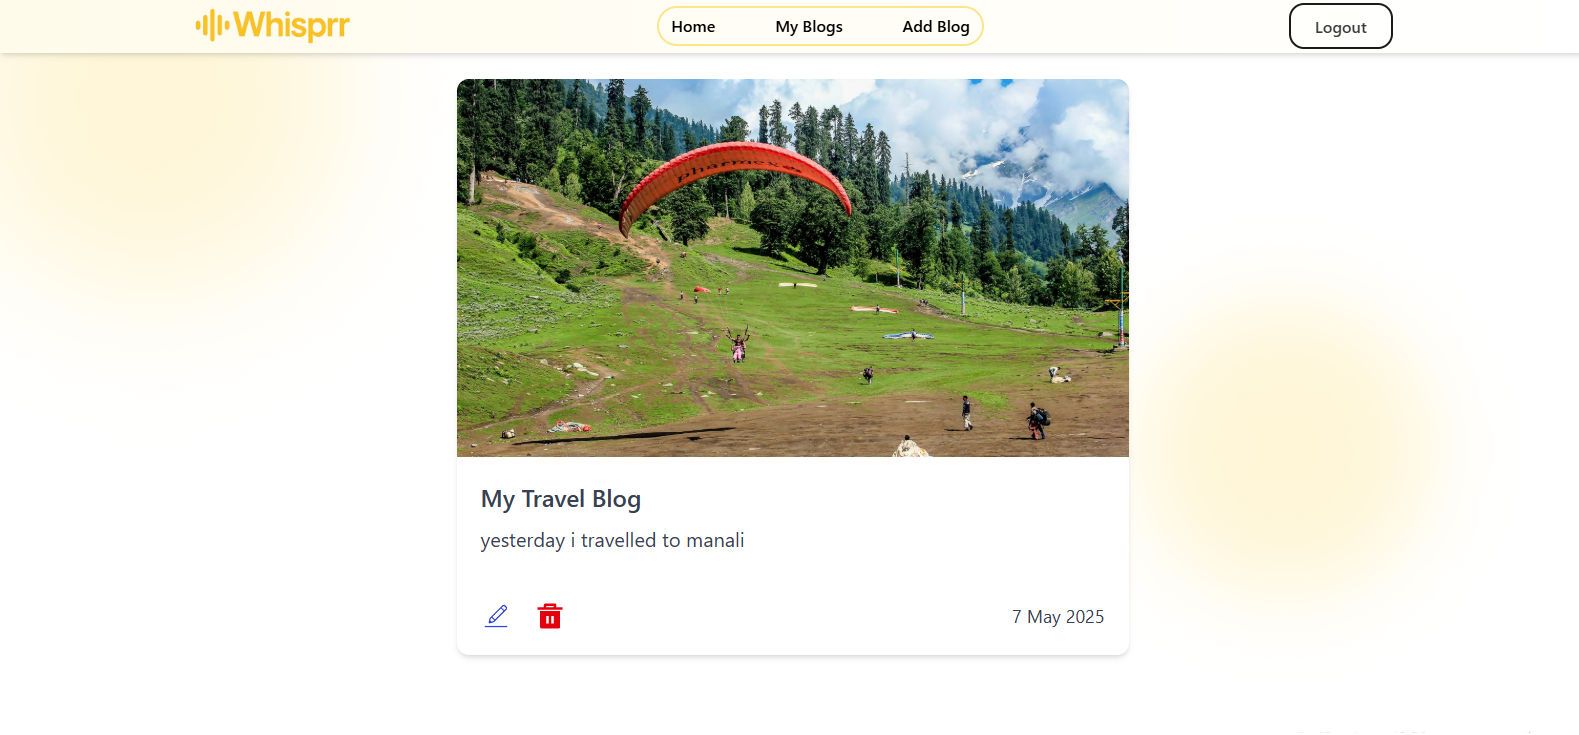 Whisprr
Home
My Blogs
Add Blog
Logout
My Travel Blog
yesterday i travelled to manali
7 May 2025